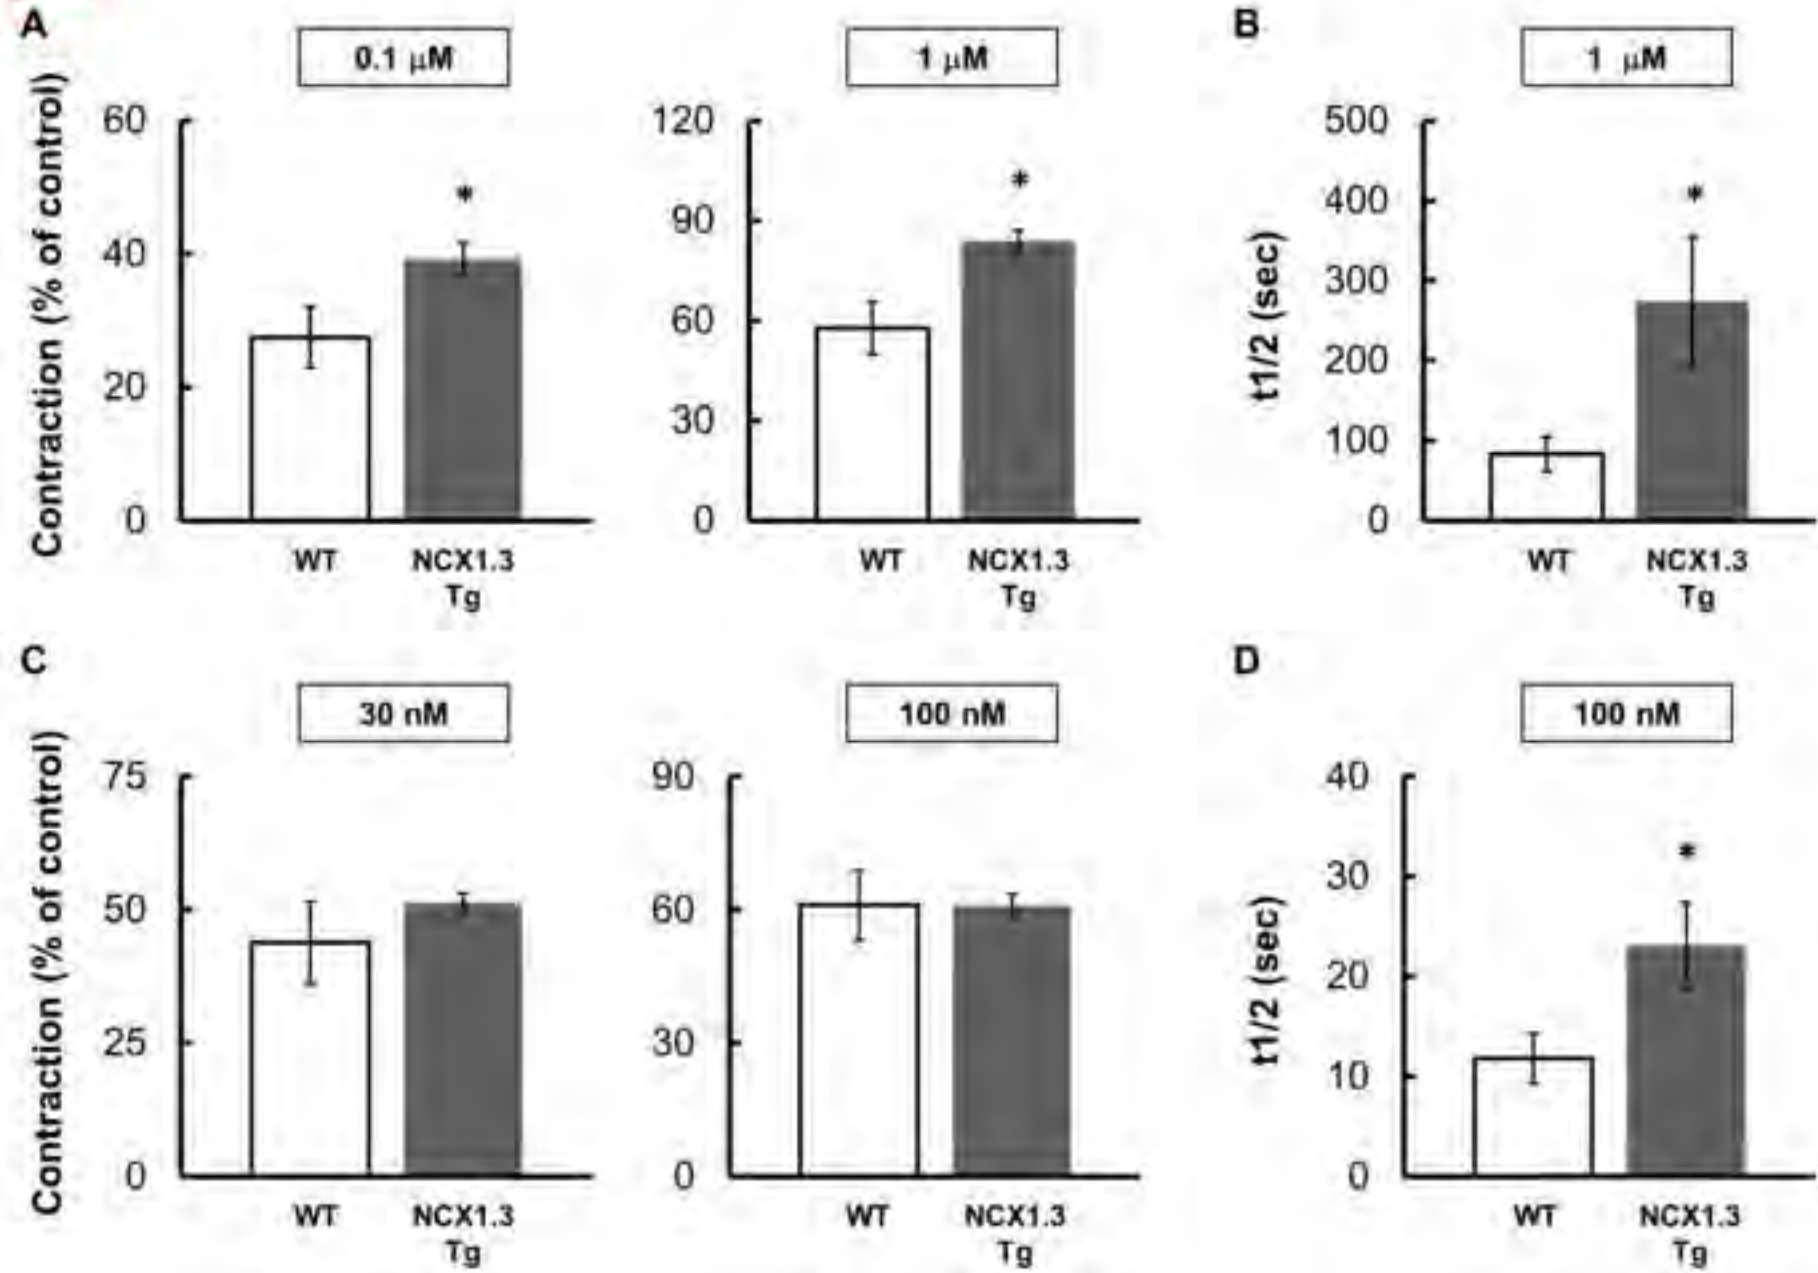 A
0.1 μM
Contraction (% of control)
60
40
20
0
*
WT
NCX1.3
Tg
1 μM
120
90
60
30
0
*
WT
NCX1.3
Tg
B
1 μM
t1/2 (sec)
500
400
300
200
100
0
*
WT
NCX1.3
Tg
C
30 nM
Contraction (% of control)
75
50
25
0
WT
NCX1.3
Tg
100 nM
90
60
30
0
WT
NCX1.3
Tg
D
100 nM
t1/2 (sec)
40
30
20
10
0
*
WT
NCX1.3
Tg